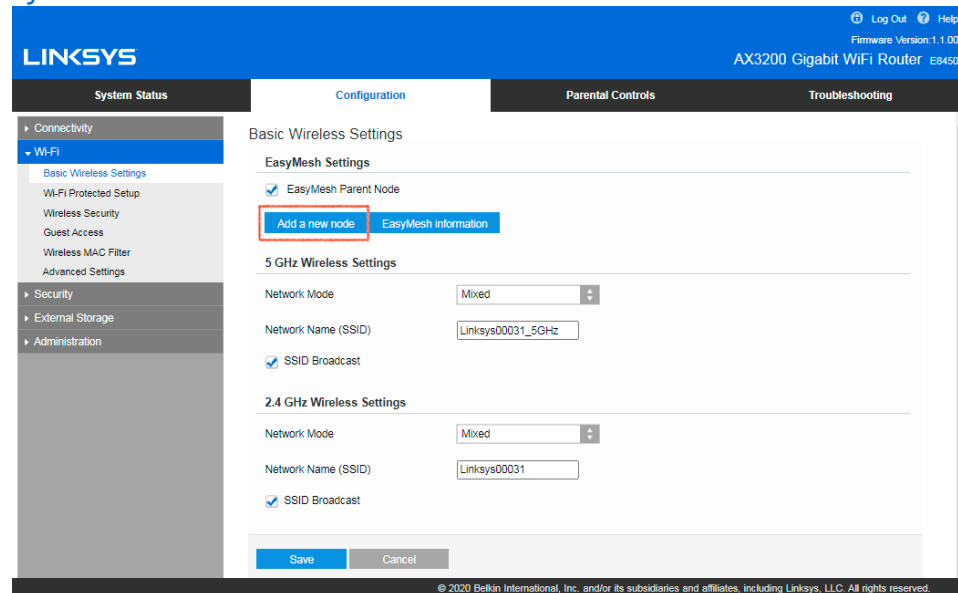 Log Out Help
Firmware Version:1.1.00
LINKSYS
AX3200 Gigabit WiFi Router E8450
System Status Configuration Parental Controls Troubleshooting
Connectivity
Wi-Fi
Basic Wireless Settings
Wi-Fi Protected Setup
Wireless Security
Guest Access
Wireless MAC Filter
Advanced Settings
Security
External Storage
Administration
Basic Wireless Settings
EasyMesh Settings
EasyMesh Parent Node
Add a new node EasyMesh information
5 GHz Wireless Settings
Network Mode Mixed
Network Name (SSID) Linksys00031_5GHz
SSID Broadcast
2.4 GHz Wireless Settings
Network Mode Mixed
Network Name (SSID) Linksys00031
SSID Broadcast
Save Cancel
© 2020 Belkin International, Inc. and/or its subsidiaries and affiliates, including Linksys, LLC. All rights reserved.